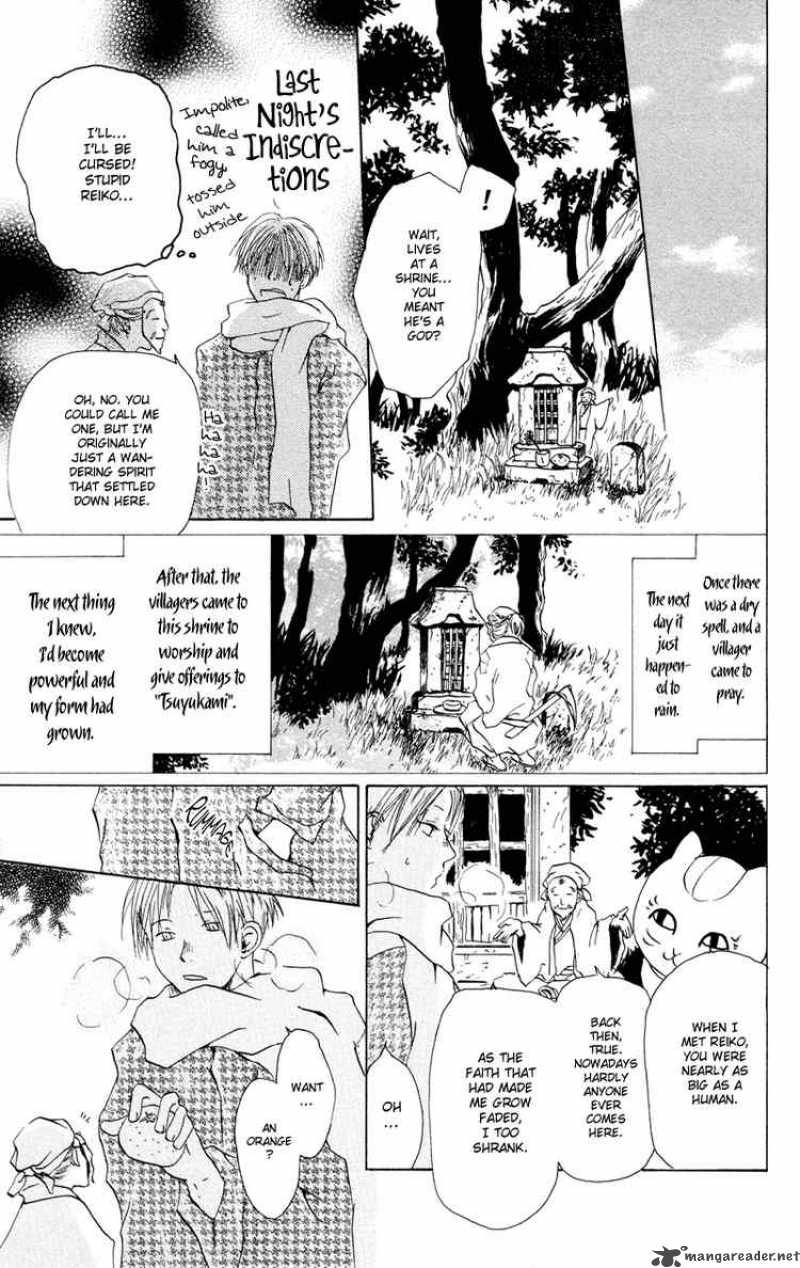 !
WAIT,
LIVES
AT A
SHRINE...
YOU
MEANT
HE'S A
GOD?
Last
Night's
Indiscre-
tions
Impolite,
called
him a
fogy,
tossed
him
outside
I'LL...
I'LL BE
CURSED!
STUPID
REIKO...
OH, NO. YOU
COULD CALL ME
ONE, BUT I'M
ORIGINALLY
JUST A WAN-
DERING SPIRIT
THAT SETTLED
DOWN HERE.
Ha
ha
ha
ha!
Once there
was a dry
spell, and a
villager
came to
pray.
The next
day it
just
happen-
ed to
rain.
After that, the
villagers came to
this shrine to
worship and
give offerings to
"Tsuyukami".
The next thing
I knew,
I'd become
powerful and
my form had
grown.
WHEN I
MET REIKO,
YOU WERE
NEARLY AS
BIG AS A
HUMAN.
BACK
THEN,
TRUE.
NOWADAYS
HARDLY
ANYONE
EVER
COMES
HERE.
AS THE
FAITH THAT
HAD MADE
ME GROW
FADED,
I TOO
SHRANK.
OH
...
RUMMAGE
WANT
...
AN
ORANGE
?
mangareader.net